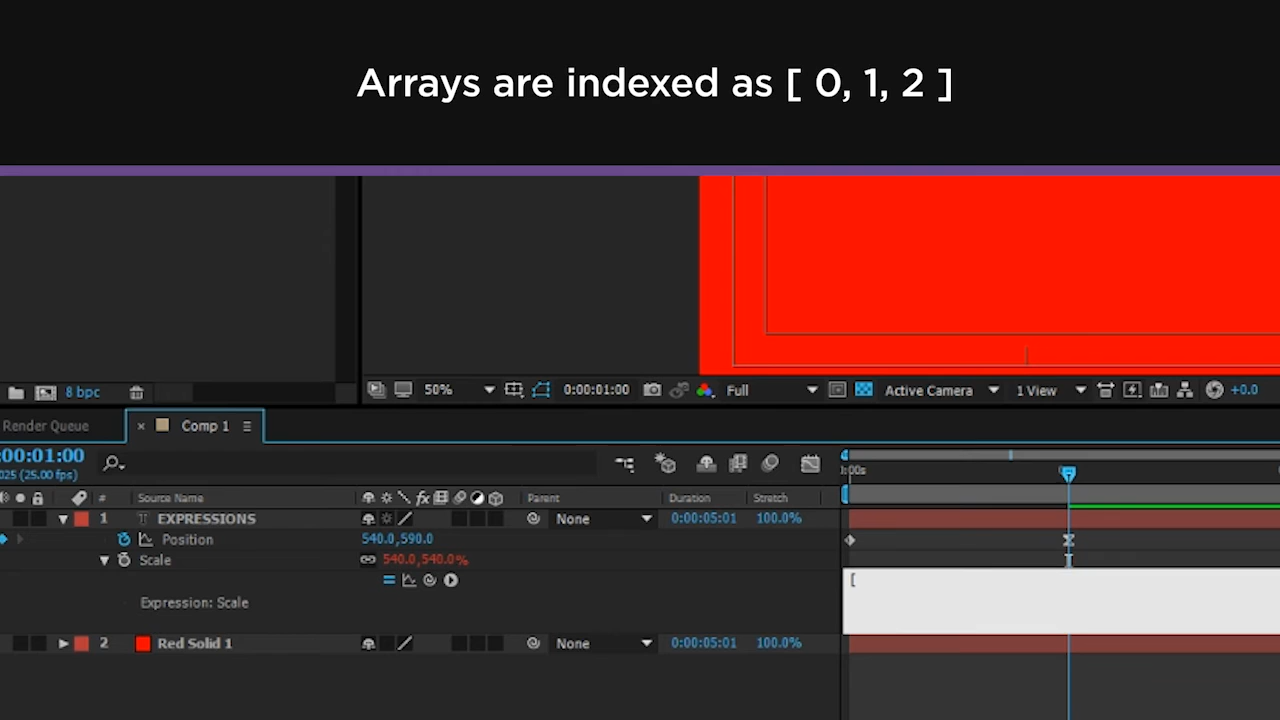 Arrays are indexed as [ 0, 1, 2 ]
8 bpc
50%
0:00:01:00
Full
Active Camera
1 View
+0.0
Render Queue
× Comp 1
:00:01:00
025 (25.00 fps)
# Source Name
fx
Parent
Duration
Stretch
:00s
1 T EXPRESSIONS
None
0:00:05:01
100.0%
Position
540.0,590.0
Scale
540.0,540.0%
[
Expression: Scale
2 Red Solid 1
None
0:00:05:01
100.0%